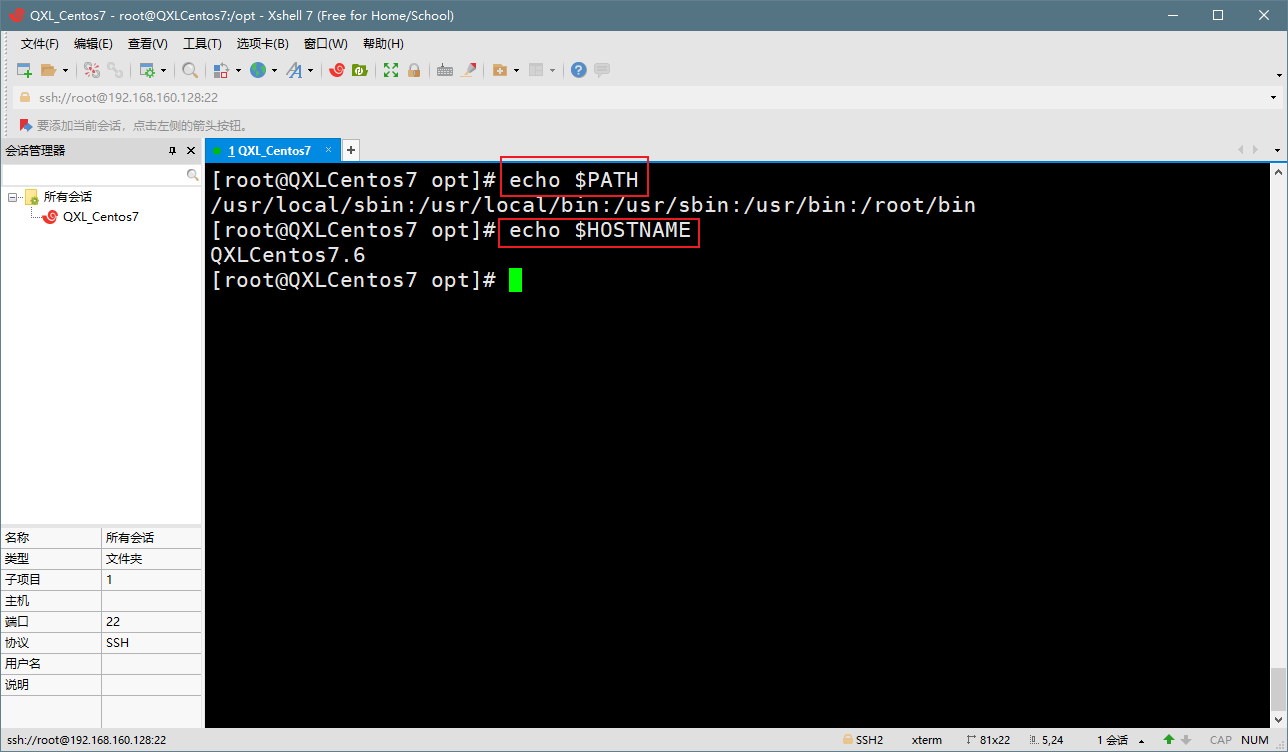 QXL_Centos7 - root@QXLCentos7:/opt - Xshell 7 (Free for Home/School)
文件(F) 编辑(E) 查看(V) 工具(T) 选项卡(B) 窗口(W) 帮助(H)
ssh://root@192.168.160.128:22
要添加当前会话，点击左侧的箭头按钮。
会话管理器
1 QXL_Centos7
所有会话
QXL_Centos7
[root@QXLCentos7 opt]# echo $PATH
/usr/local/sbin:/usr/local/bin:/usr/sbin:/usr/bin:/root/bin
[root@QXLCentos7 opt]# echo $HOSTNAME
QXLCentos7.6
[root@QXLCentos7 opt]#
名称 所有会话
类型 文件夹
子项目 1
主机
端口 22
协议 SSH
用户名
说明
ssh://root@192.168.160.128:22 SSH2 xterm 81x22 5,24 1 会话 CAP NUM